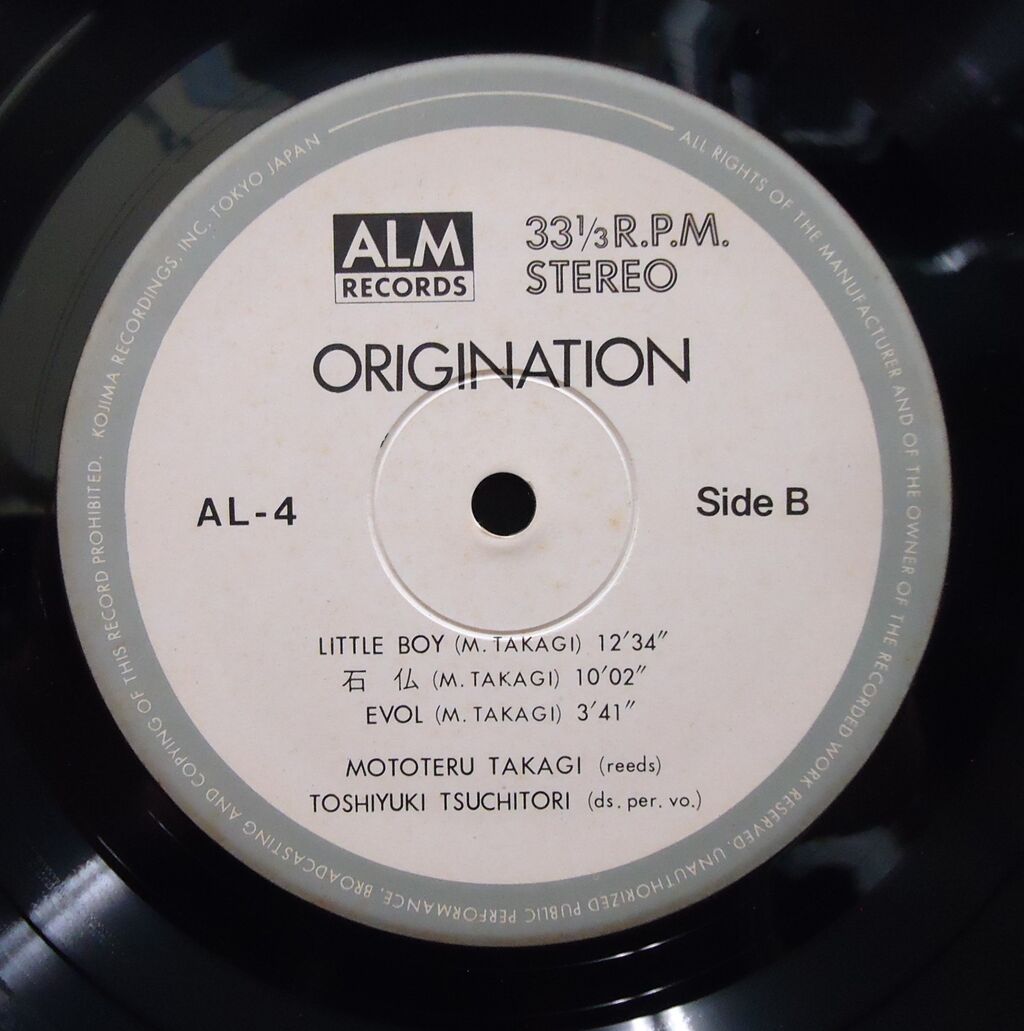 ALM
RECORDS
33 1/3 R.P.M.
STEREO
ORIGINATION
AL-4
Side B
LITTLE BOY (M. TAKAGI) 12′34″
石 仏 (M. TAKAGI) 10′02″
EVOL (M. TAKAGI) 3′41″
MOTOTERU TAKAGI (reeds)
TOSHIYUKI TSUCHITORI (ds. per. vo.)
ALL RIGHTS OF THE MANUFACTURER AND OF THE OWNER OF THE RECORDED WORK RESERVED. UNAUTHORIZED PUBLIC PERFORMANCE, BROADCASTING AND COPYING OF THIS RECORD PROHIBITED. KOJIMA RECORDINGS, INC. TOKYO JAPAN